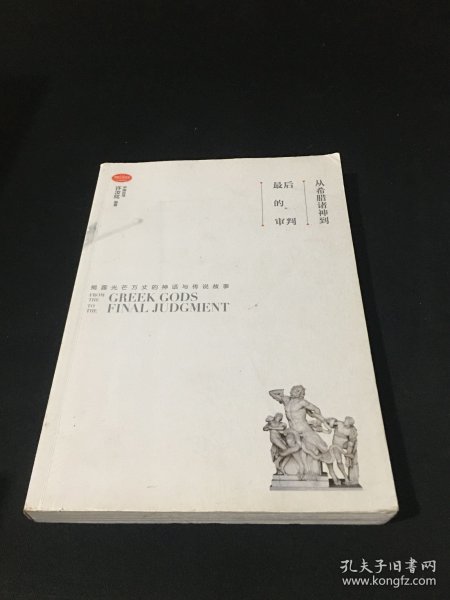 从希腊诸神到
最后
的
审判
揭露光芒万丈的神话与传说故事
FROM THE GREEK GODS
TO THE FINAL JUDGMENT
孔夫子旧书网
www.kongfz.com